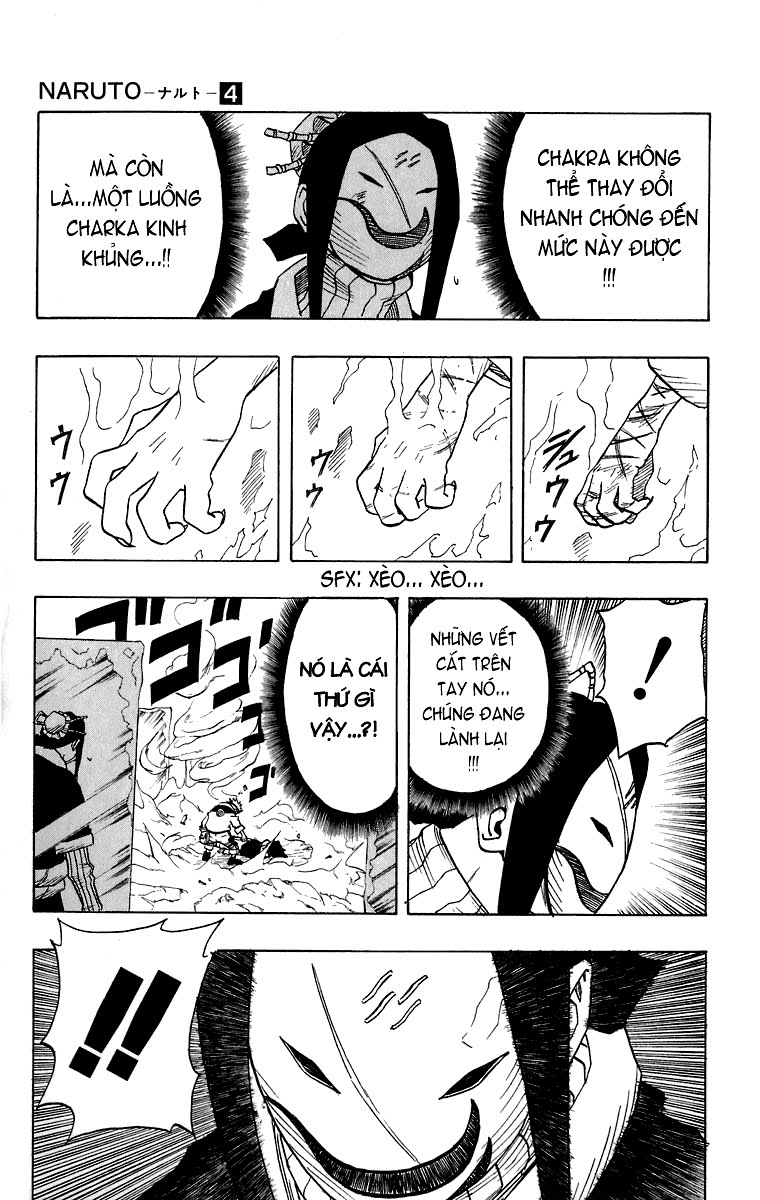 NARUTO -ナルト- 4
CHAKRA KHÔNG
THỂ THAY ĐỔI
NHANH CHÓNG ĐẾN
MỨC NÀY ĐƯỢC
!!!
MÀ CÒN
LÀ...MỘT LUỒNG
CHARKA KINH
KHỦNG...!!
ジュウウ
ウウ
ウウ
SFX: XÈO... XÈO...
!
NHỮNG VẾT
CẮT TRÊN
TAY NÓ...
CHÚNG ĐANG
LÀNH LẠI
!!!
NÓ LÀ CÁI
THỨ GÌ
VẬY...?!
ゴゴゴゴゴ
!!